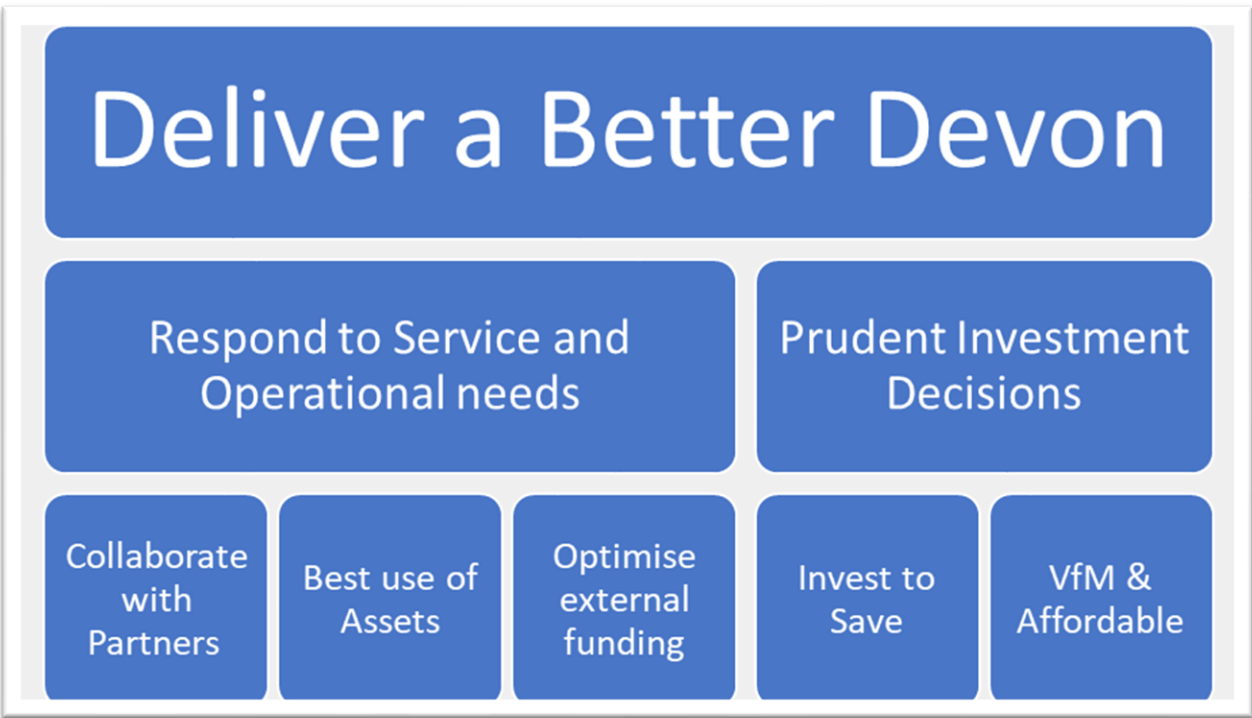 Deliver a Better Devon
Respond to Service and
Operational needs
Prudent Investment
Decisions
Collaborate
with
Partners
Best use of
Assets
Optimise
external
funding
Invest to
Save
VfM &
Affordable